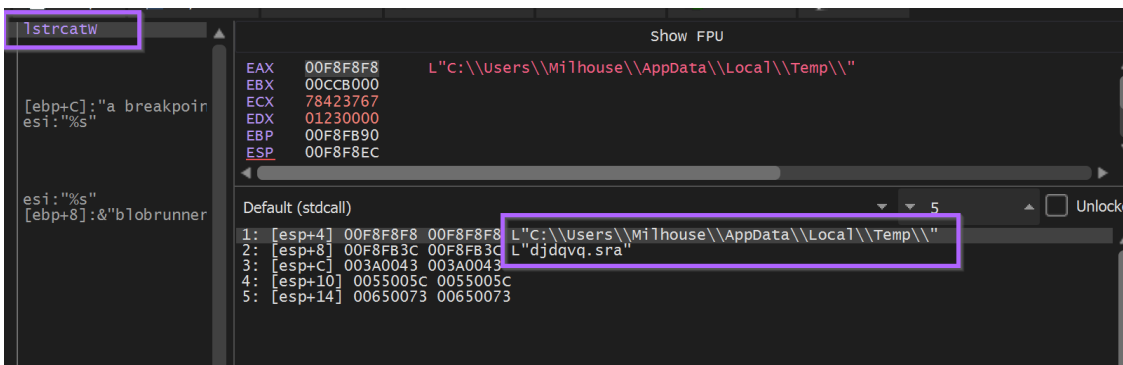 lstrcatW
[ebp+C]:"a breakpoin
esi:"%s"
esi:"%s"
[ebp+8]:&"blobrunner
Show FPU
EAX 00F8F8F8 L"C:\\Users\\Milhouse\\AppData\\Local\\Temp\\"
EBX 00CCB000
ECX 78423767
EDX 01230000
EBP 00F8FB90
ESP 00F8F8EC
Default (stdcall) 5 Unlocke
1: [esp+4] 00F8F8F8 00F8F8F8 L"C:\\Users\\Milhouse\\AppData\\Local\\Temp\\"
2: [esp+8] 00F8FB3C 00F8FB3C L"djdqvq.sra"
3: [esp+C] 003A0043 003A0043
4: [esp+10] 0055005C 0055005C
5: [esp+14] 00650073 00650073